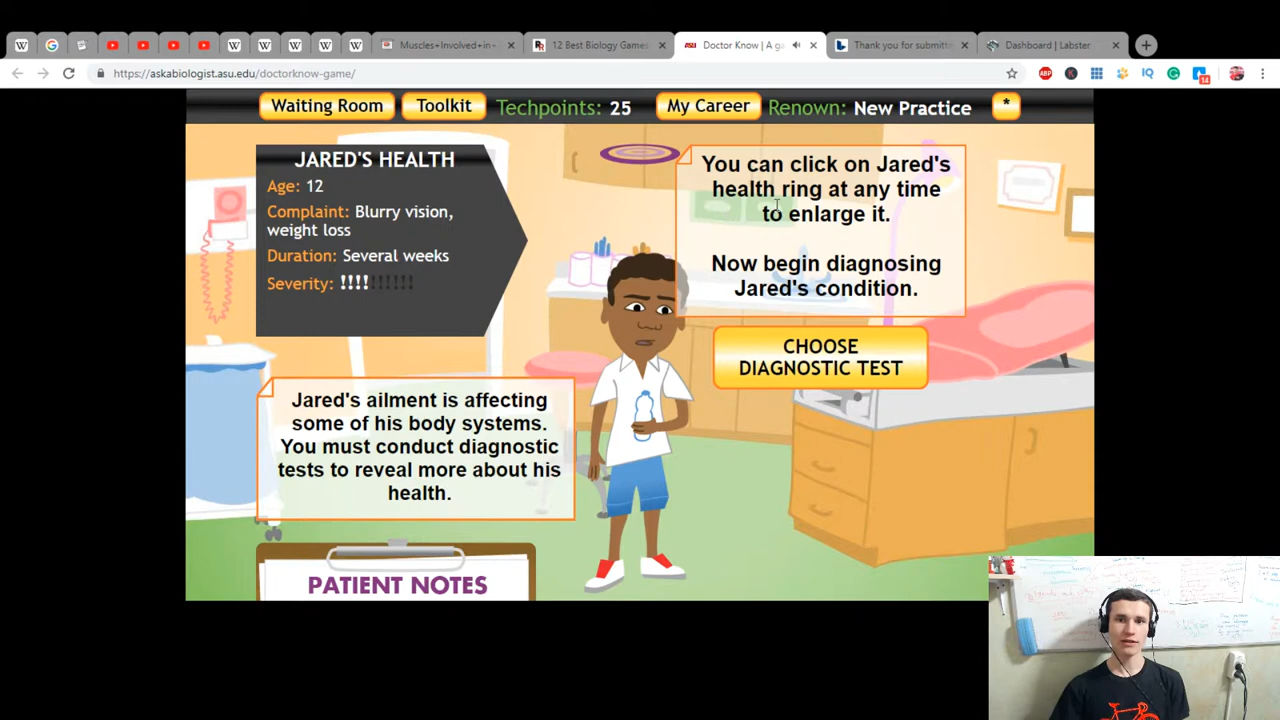 Muscles+Involved+in+
12 Best Biology Games
ASU
Doctor Know | A ga
Thank you for submitt
Dashboard | Labster
https://askabiologist.asu.edu/doctorknow-game/
ABP
14
Waiting Room
Toolkit
Techpoints: 25
My Career
Renown: New Practice
*
JARED'S HEALTH
Age: 12
Complaint: Blurry vision,
weight loss
Duration: Several weeks
Severity: !!!!!!!!!!
You can click on Jared's
health ring at any time
to enlarge it.
Now begin diagnosing
Jared's condition.
CHOOSE
DIAGNOSTIC TEST
Jared's ailment is affecting
some of his body systems.
You must conduct diagnostic
tests to reveal more about his
health.
PATIENT NOTES